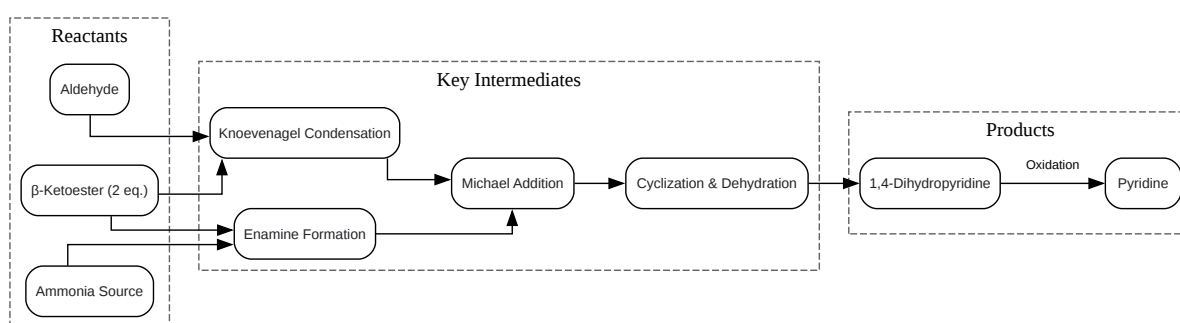 Reactants
Aldehyde
β-Ketoester (2 eq.)
Ammonia Source
Key Intermediates
Knoevenagel Condensation
Enamine Formation
Michael Addition
Cyclization & Dehydration
Products
1,4-Dihydropyridine
Oxidation
Pyridine